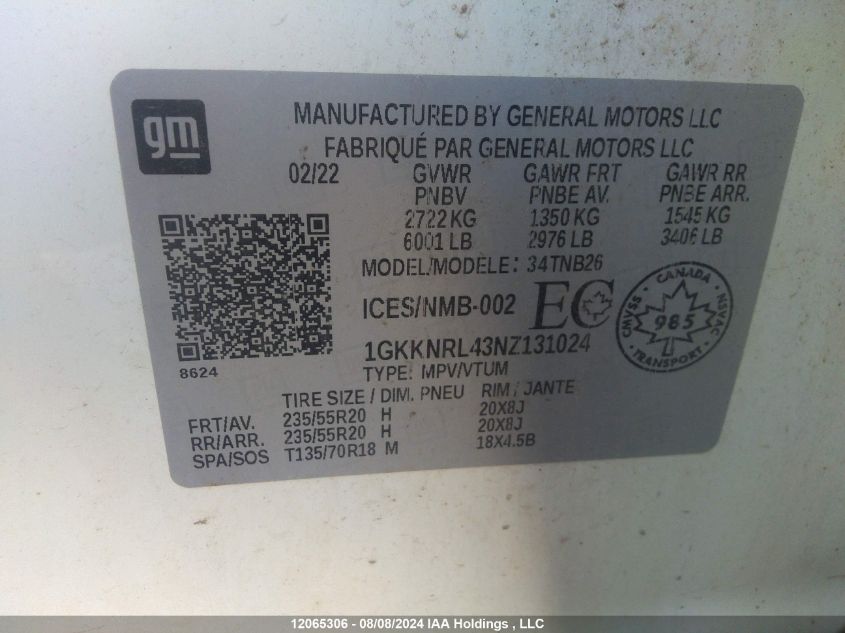 gm
MANUFACTURED BY GENERAL MOTORS LLC
FABRIQUÉ PAR GENERAL MOTORS LLC
02/22 GVWR GAWR FRT GAWR RR
PNBV PNBE AV. PNBE ARR.
2722 KG 1350 KG 1545 KG
6001 LB 2976 LB 3406 LB
MODEL/MODÈLE: 34TNB26
ICES/NMB-002 EC
CANADA
CMVSS 985 NSVAC
TRANSPORT
1GKKNRL43NZ131024
8624
TYPE: MPV/VTUM
TIRE SIZE / DIM. PNEU RIM / JANTE
FRT/AV. 235/55R20 H 20X8J
RR/ARR. 235/55R20 H 20X8J
SPA/SOS T135/70R18 M 18X4.5B
12065306 - 08/08/2024 IAA Holdings , LLC